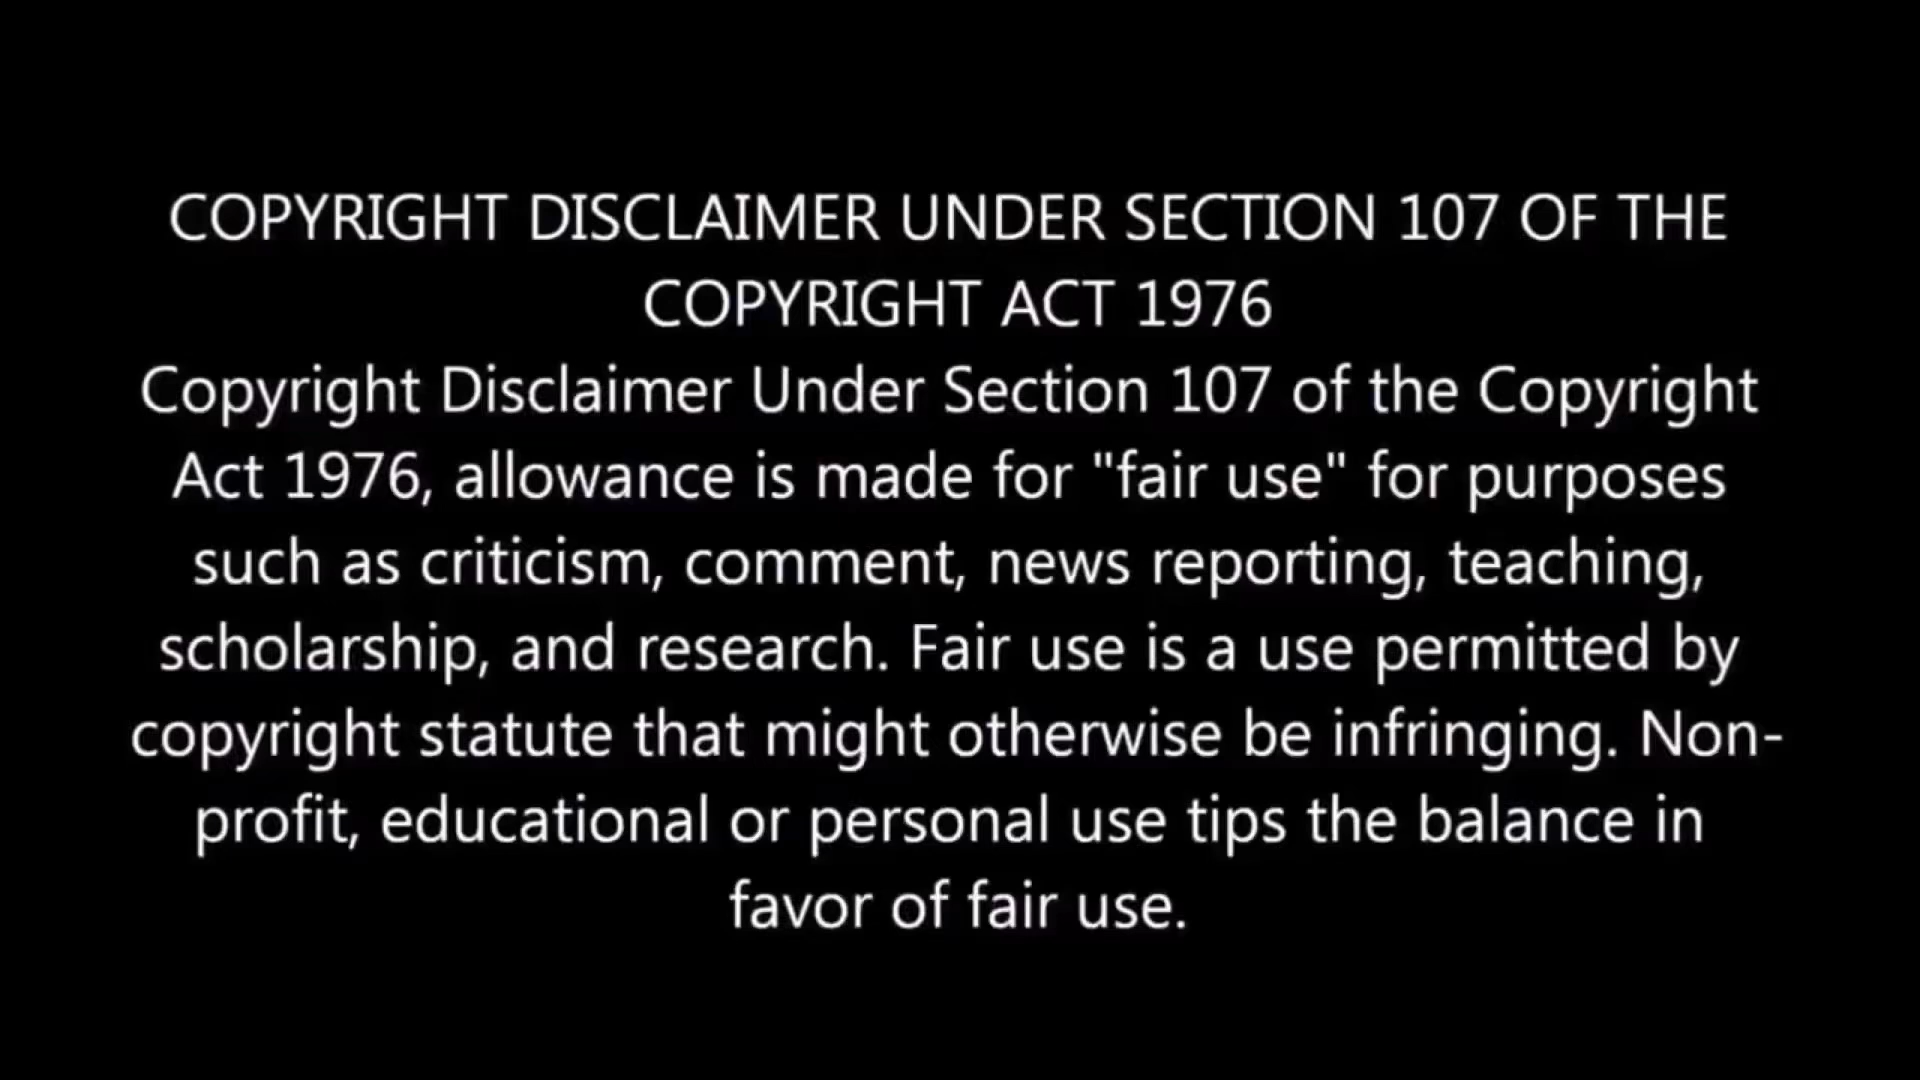 COPYRIGHT DISCLAIMER UNDER SECTION 107 OF THE
COPYRIGHT ACT 1976
Copyright Disclaimer Under Section 107 of the Copyright
Act 1976, allowance is made for "fair use" for purposes
such as criticism, comment, news reporting, teaching,
scholarship, and research. Fair use is a use permitted by
copyright statute that might otherwise be infringing. Non-
profit, educational or personal use tips the balance in
favor of fair use.